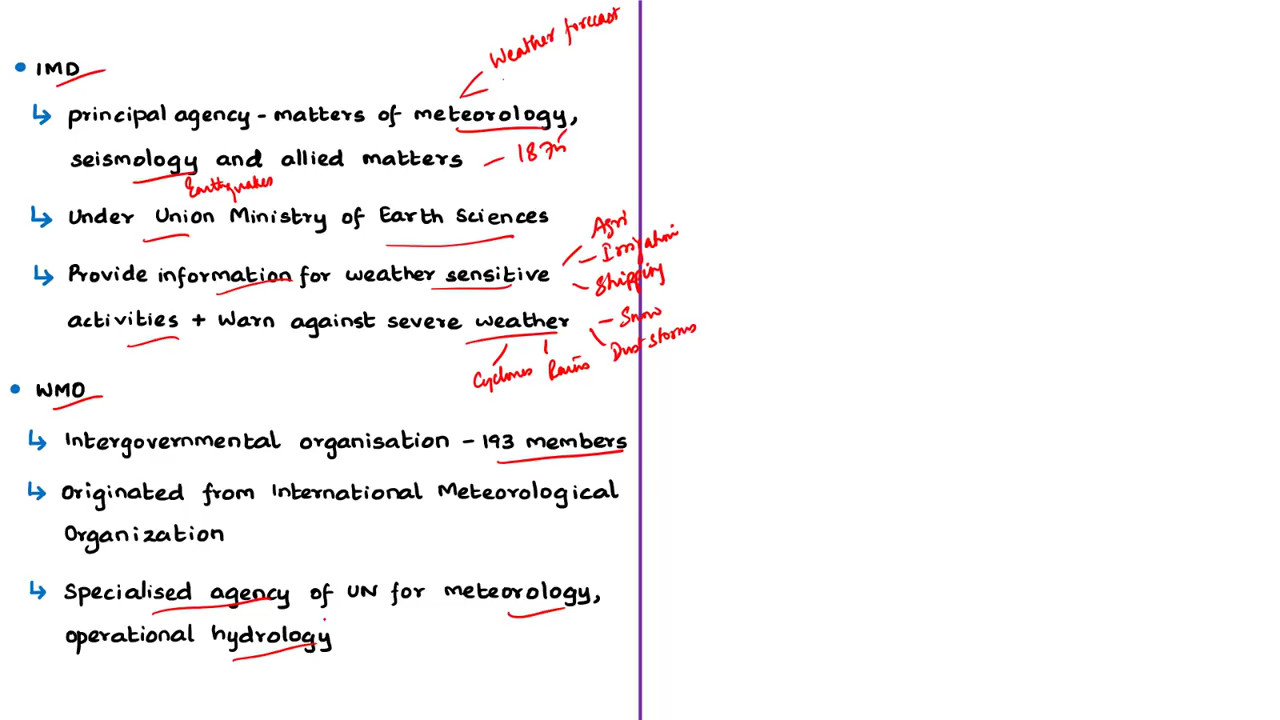 Weather forecast
• IMD
↳ principal agency - matters of meteorology,
seismology and allied matters - 1875
Earthquakes
↳ Under Union Ministry of Earth Sciences
Agri
- Irrigation
↳ Provide information for weather sensitive
Shipping
activities + Warn against severe weather
- Snow
Dust storms
Cyclones Rains
• WMO
↳ Intergovernmental organisation - 193 members
↳ Originated from International Meteorological
Organization
↳ Specialised agency of UN for meteorology,
operational hydrology